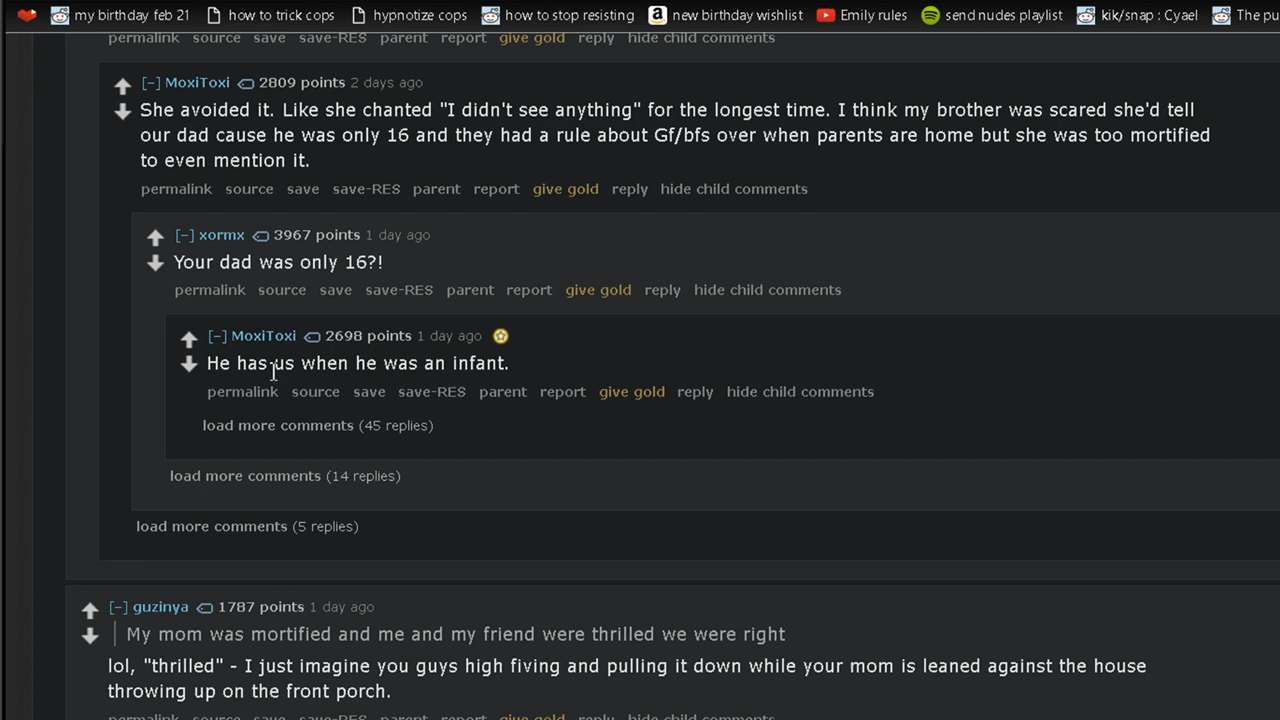 my birthday feb 21 how to trick cops hypnotize cops how to stop resisting new birthday wishlist Emily rules send nudes playlist kik/snap : Cyael The pu
permalink source save save-RES parent report give gold reply hide child comments
[-] MoxiToxi 2809 points 2 days ago
She avoided it. Like she chanted "I didn't see anything" for the longest time. I think my brother was scared she'd tell
our dad cause he was only 16 and they had a rule about Gf/bfs over when parents are home but she was too mortified
to even mention it.
permalink source save save-RES parent report give gold reply hide child comments
[-] xormx 3967 points 1 day ago
Your dad was only 16?!
permalink source save save-RES parent report give gold reply hide child comments
[-] MoxiToxi 2698 points 1 day ago
He has us when he was an infant.
permalink source save save-RES parent report give gold reply hide child comments
load more comments (45 replies)
load more comments (14 replies)
load more comments (5 replies)
[-] guzinya 1787 points 1 day ago
My mom was mortified and me and my friend were thrilled we were right
lol, "thrilled" - I just imagine you guys high fiving and pulling it down while your mom is leaned against the house
throwing up on the front porch.
permalink source save save-RES parent report give gold reply hide child comments